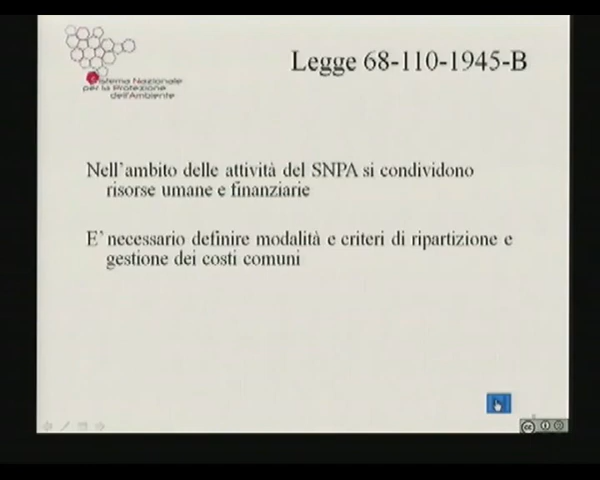 Sistema Nazionale
per la Protezione
dell'Ambiente
Legge 68-110-1945-B
Nell'ambito delle attività del SNPA si condividono
risorse umane e finanziarie
E' necessario definire modalità e criteri di ripartizione e
gestione dei costi comuni
cc